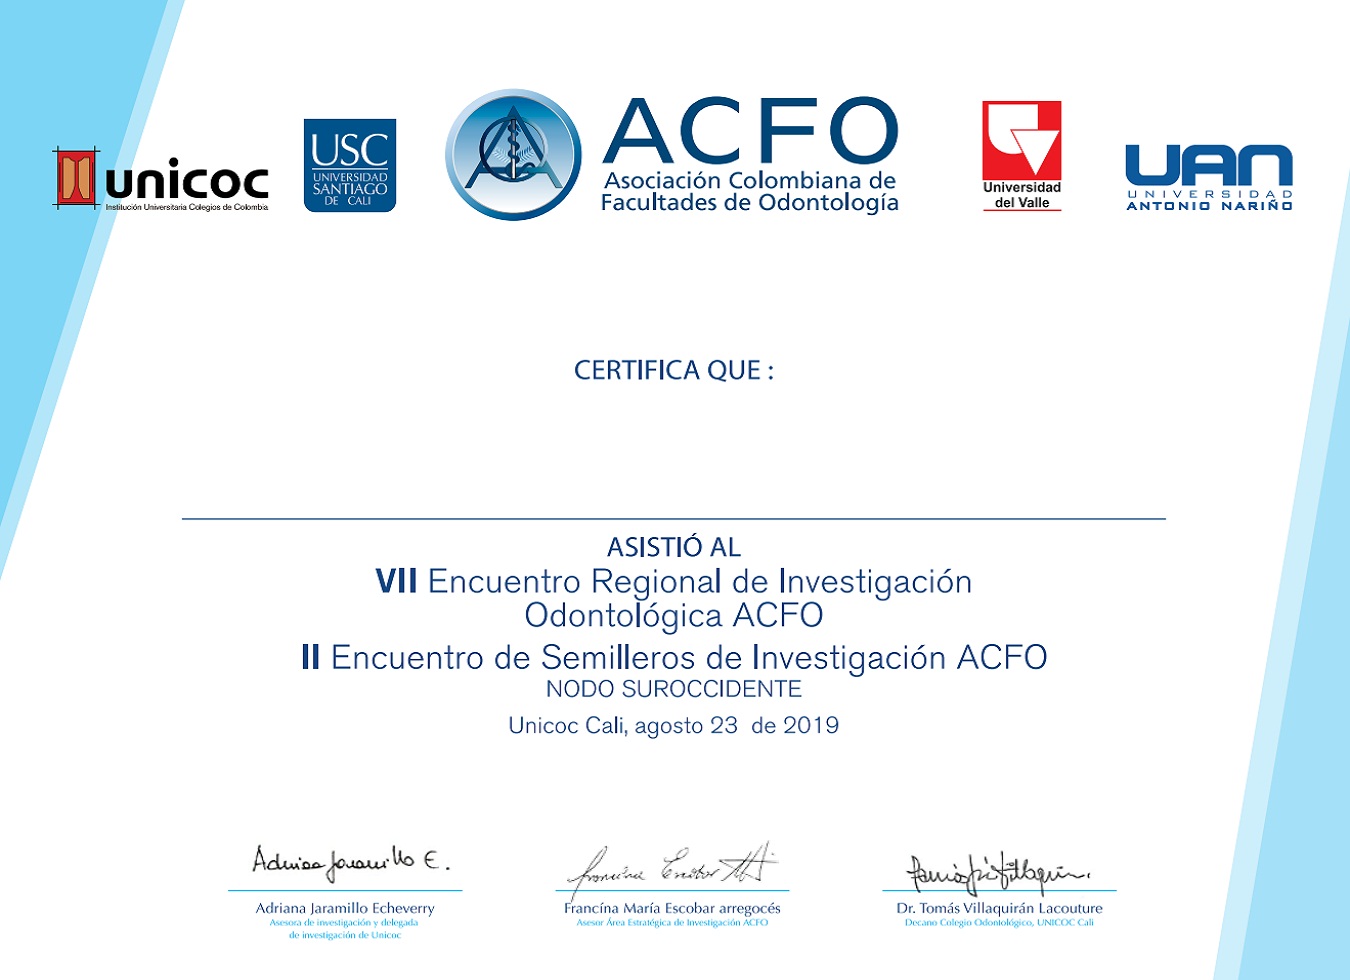 unicoc
Institución Universitaria Colegios de Colombia
USC
UNIVERSIDAD
SANTIAGO
DE CALI
ACFO
Asociación Colombiana de
Facultades de Odontología
Universidad
del Valle
UAN
UNIVERSIDAD
ANTONIO NARIÑO
CERTIFICA QUE :
ASISTIÓ AL
VII Encuentro Regional de Investigación
Odontológica ACFO
II Encuentro de Semilleros de Investigación ACFO
NODO SUROCCIDENTE
Unicoc Cali, agosto 23 de 2019
Adriana Jaramillo E.
Adriana Jaramillo Echeverry
Asesora de investigación y delegada
de investigación de Unicoc
Francína María Escobar arregocés
Asesor Área Estratégica de Investigación ACFO
Dr. Tomás Villaquirán Lacouture
Decano Colegio Odontológico, UNICOC Cali